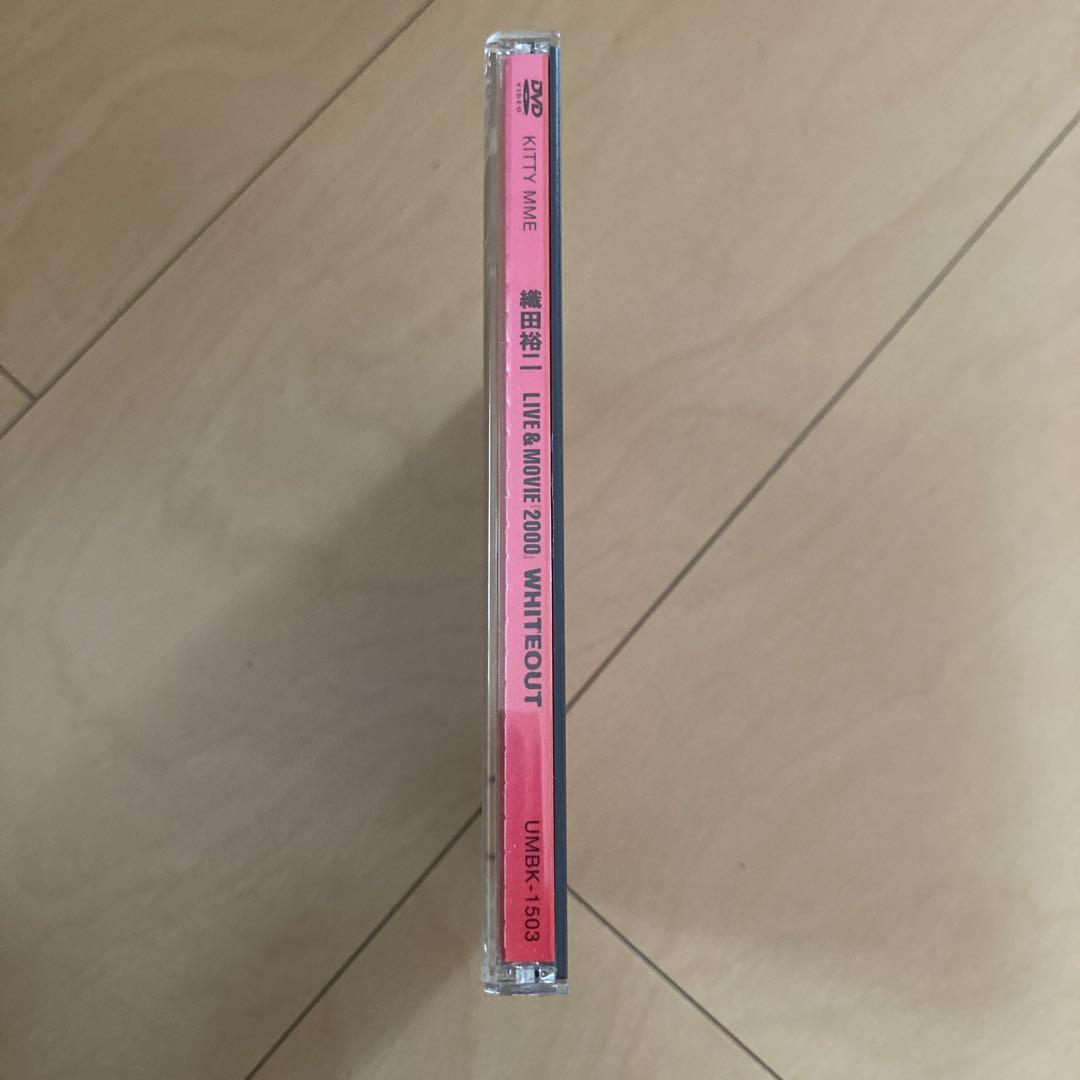 DVD
VIDEO
KITTY MME
織田裕二 LIVE & MOVIE『2000』WHITEOUT
UMBK-1503